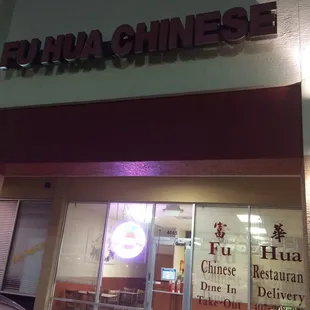 FU HUA CHINESE
富 華
Fu Hua
Chinese Restauran
Dine In Delivery
Take-Out